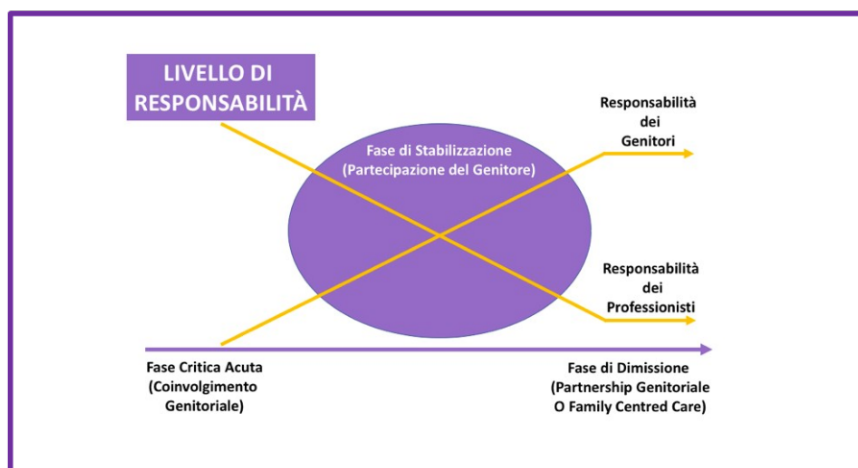 LIVELLO DI
RESPONSABILITÀ
Responsabilità
dei
Genitori
Fase di Stabilizzazione
(Partecipazione del Genitore)
Responsabilità
dei
Professionisti
Fase Critica Acuta
(Coinvolgimento
Genitoriale)
Fase di Dimissione
(Partnership Genitoriale
O Family Centred Care)